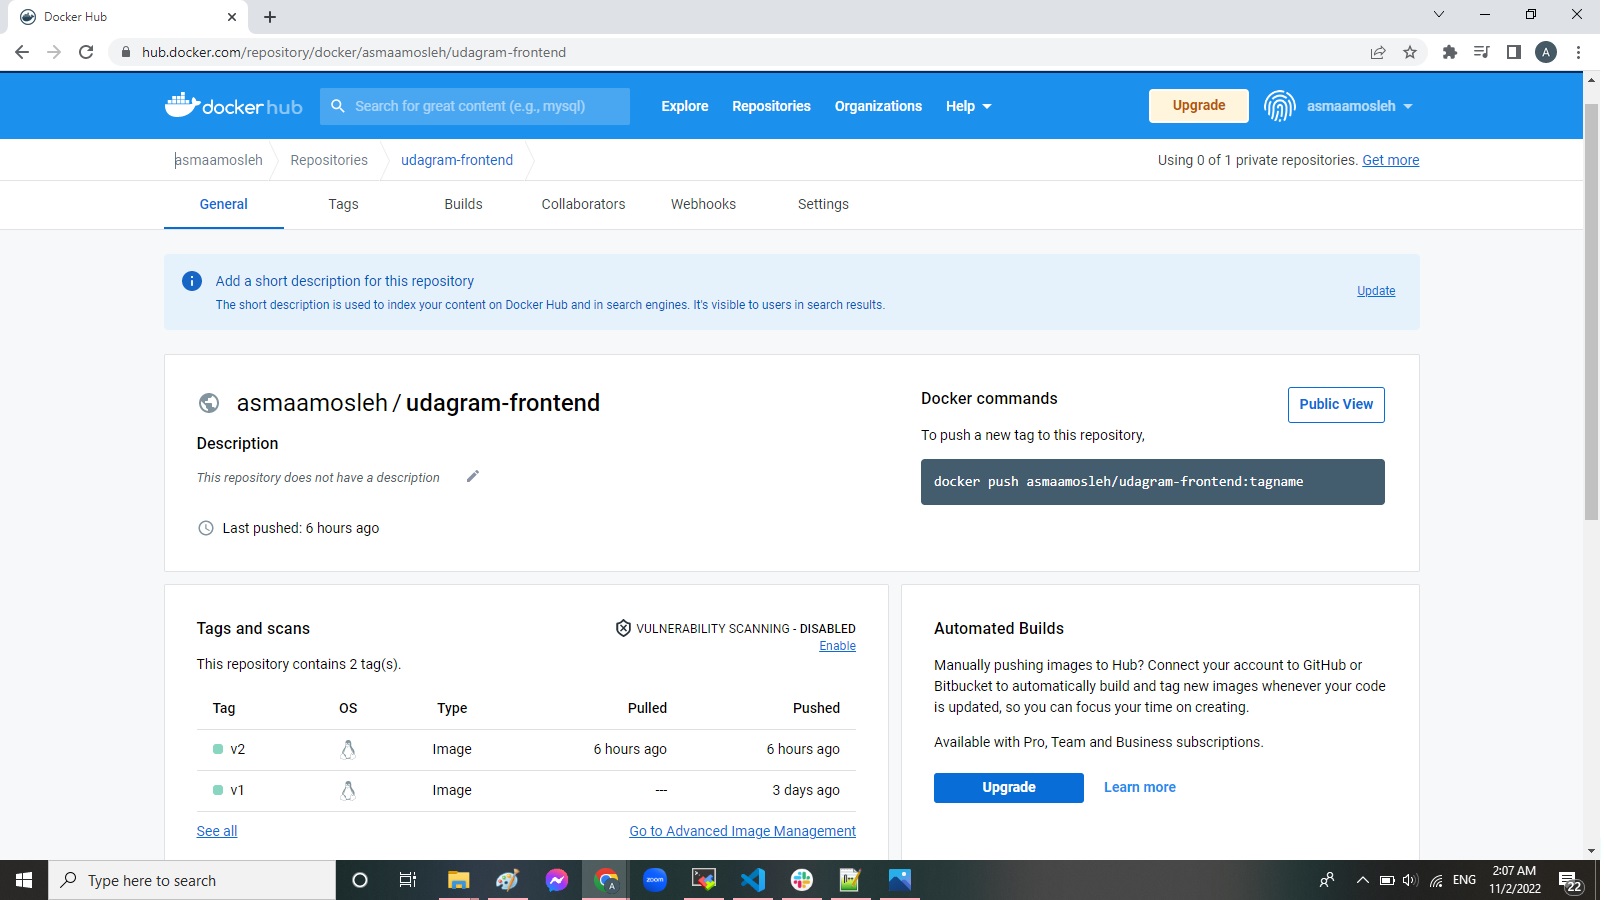 Docker Hub
hub.docker.com/repository/docker/asmaamosleh/udagram-frontend
A
docker hub
Search for great content (e.g., mysql)
Explore
Repositories
Organizations
Help
Upgrade
asmaamosleh
asmaamosleh
Repositories
udagram-frontend
Using 0 of 1 private repositories. Get more
General
Tags
Builds
Collaborators
Webhooks
Settings
Add a short description for this repository
The short description is used to index your content on Docker Hub and in search engines. It's visible to users in search results.
Update
asmaamosleh / udagram-frontend
Description
This repository does not have a description
Last pushed: 6 hours ago
Docker commands
Public View
To push a new tag to this repository,
docker push asmaamosleh/udagram-frontend:tagname
Tags and scans
VULNERABILITY SCANNING - DISABLED
Enable
This repository contains 2 tag(s).
Tag OS Type Pulled Pushed
v2 Image 6 hours ago 6 hours ago
v1 Image --- 3 days ago
See all
Go to Advanced Image Management
Automated Builds
Manually pushing images to Hub? Connect your account to GitHub or
Bitbucket to automatically build and tag new images whenever your code
is updated, so you can focus your time on creating.
Available with Pro, Team and Business subscriptions.
Upgrade
Learn more
Type here to search
A
zoom
ENG
2:07 AM
11/2/2022
22